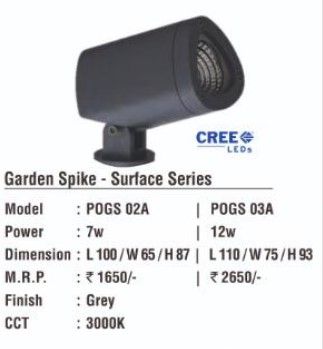 CREE
LEDs
Garden Spike - Surface Series
Model : POGS 02A | POGS 03A
Power : 7w | 12w
Dimension : L 100 / W 65 / H 87 | L 110 / W 75 / H 93
M.R.P. : ₹ 1650/- | ₹ 2650/-
Finish : Grey
CCT : 3000K